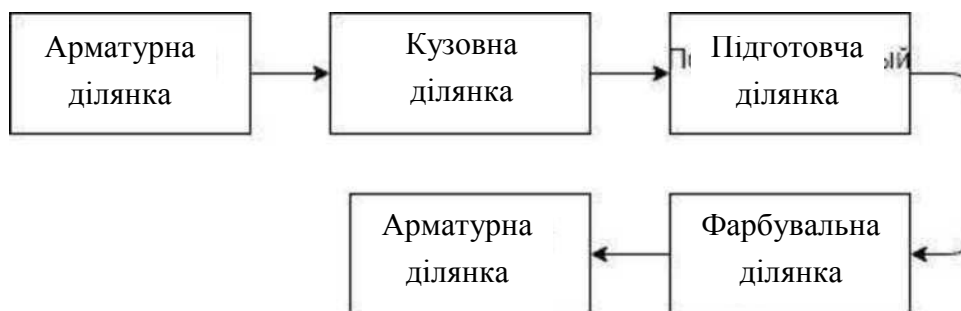 Арматурна
ділянка
Кузовна
ділянка
Підготовча
ділянка
Фарбувальна
ділянка
Арматурна
ділянка